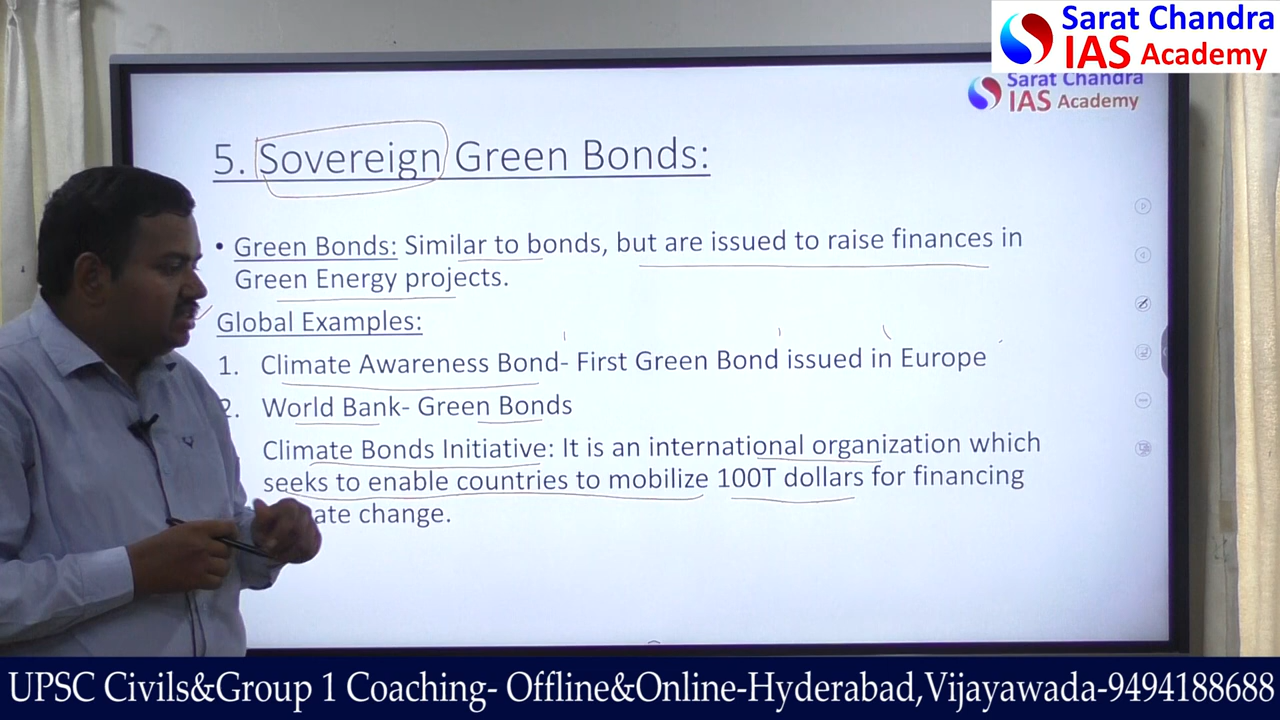 Sarat Chandra
IAS Academy
Sarat Chandra
IAS Academy
5. Sovereign Green Bonds:
• Green Bonds: Similar to bonds, but are issued to raise finances in
Green Energy projects.
Global Examples:
1. Climate Awareness Bond- First Green Bond issued in Europe
2. World Bank- Green Bonds
Climate Bonds Initiative: It is an international organization which
seeks to enable countries to mobilize 100T dollars for financing
change.
UPSC Civils&Group 1 Coaching- Offline&Online-Hyderabad,Vijayawada-9494188688